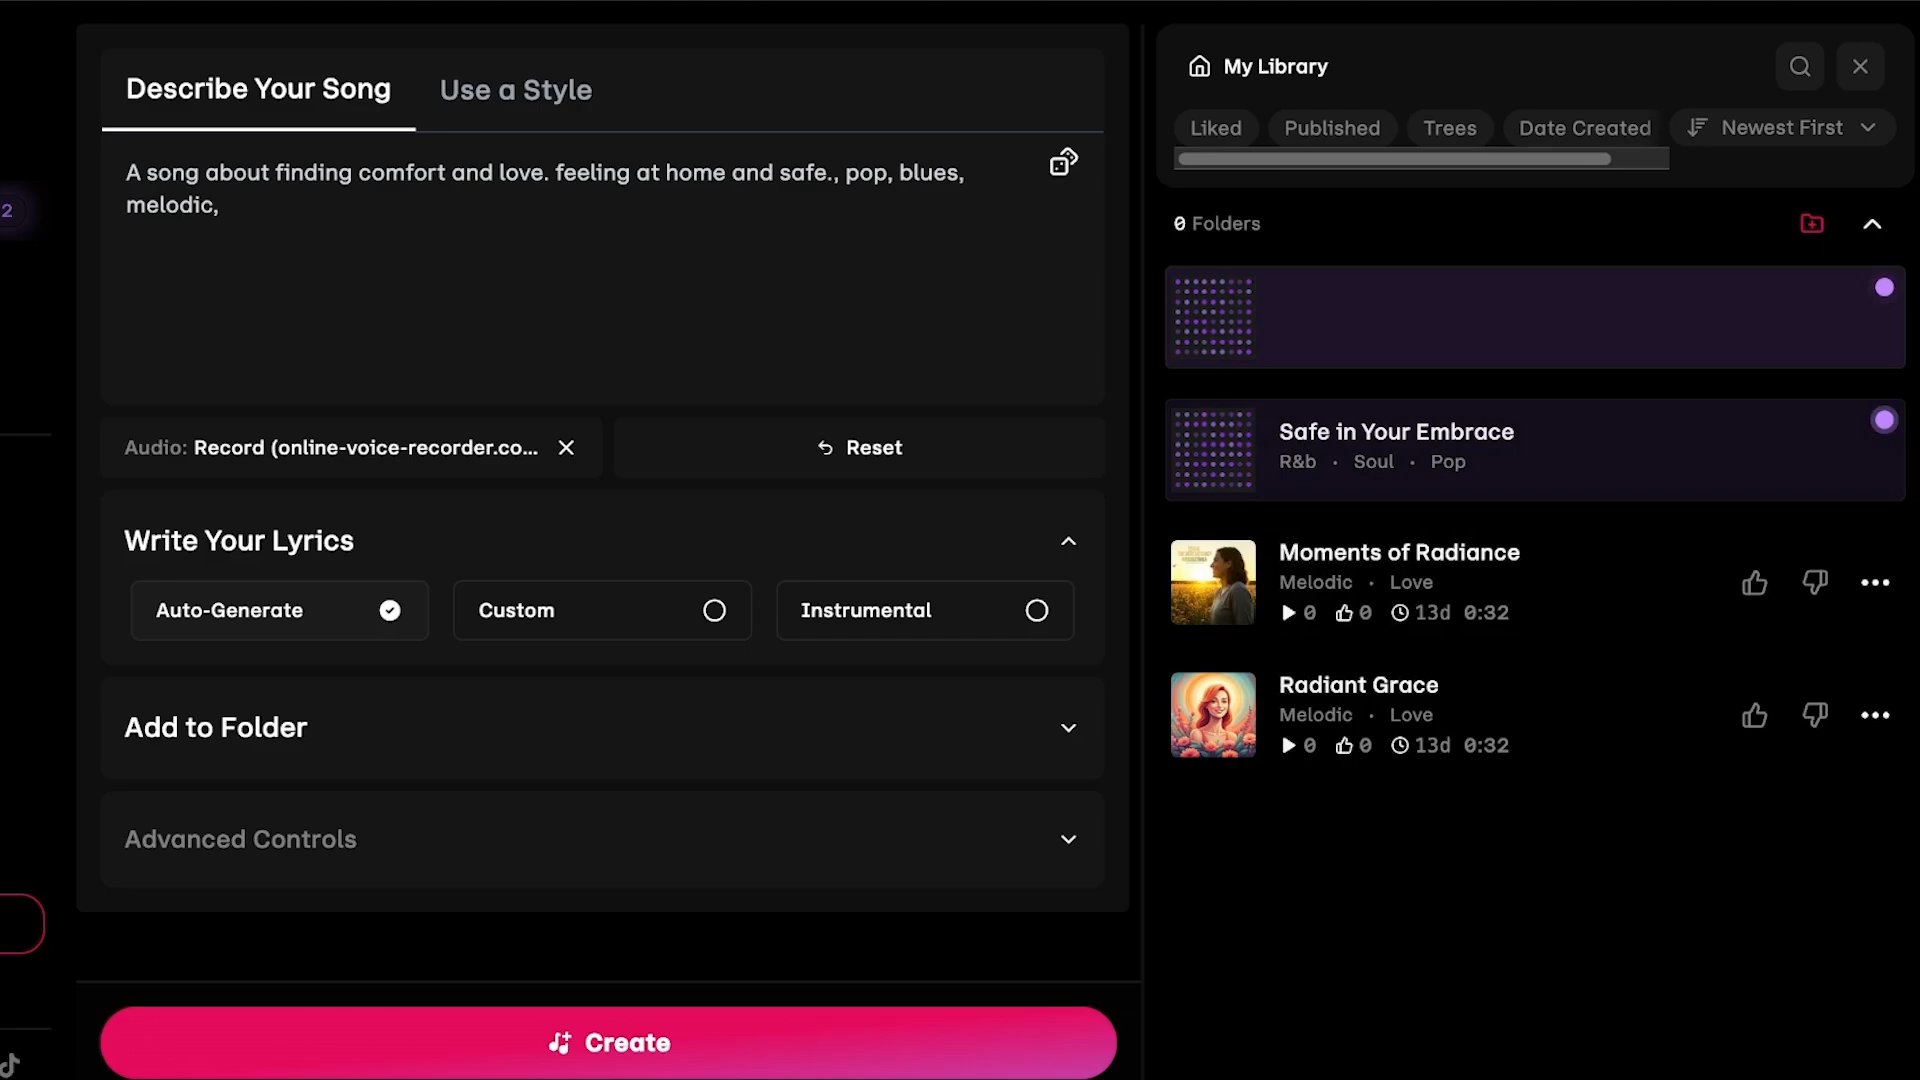 Describe Your Song
Use a Style
A song about finding comfort and love. feeling at home and safe., pop, blues,
melodic,
2
Audio: Record (online-voice-recorder.co...
Reset
Write Your Lyrics
Auto-Generate
Custom
Instrumental
Add to Folder
Advanced Controls
Create
My Library
Liked
Published
Trees
Date Created
Newest First
0 Folders
Safe in Your Embrace
R&b · Soul · Pop
Moments of Radiance
Melodic · Love
0 0 13d 0:32
Radiant Grace
Melodic · Love
0 0 13d 0:32